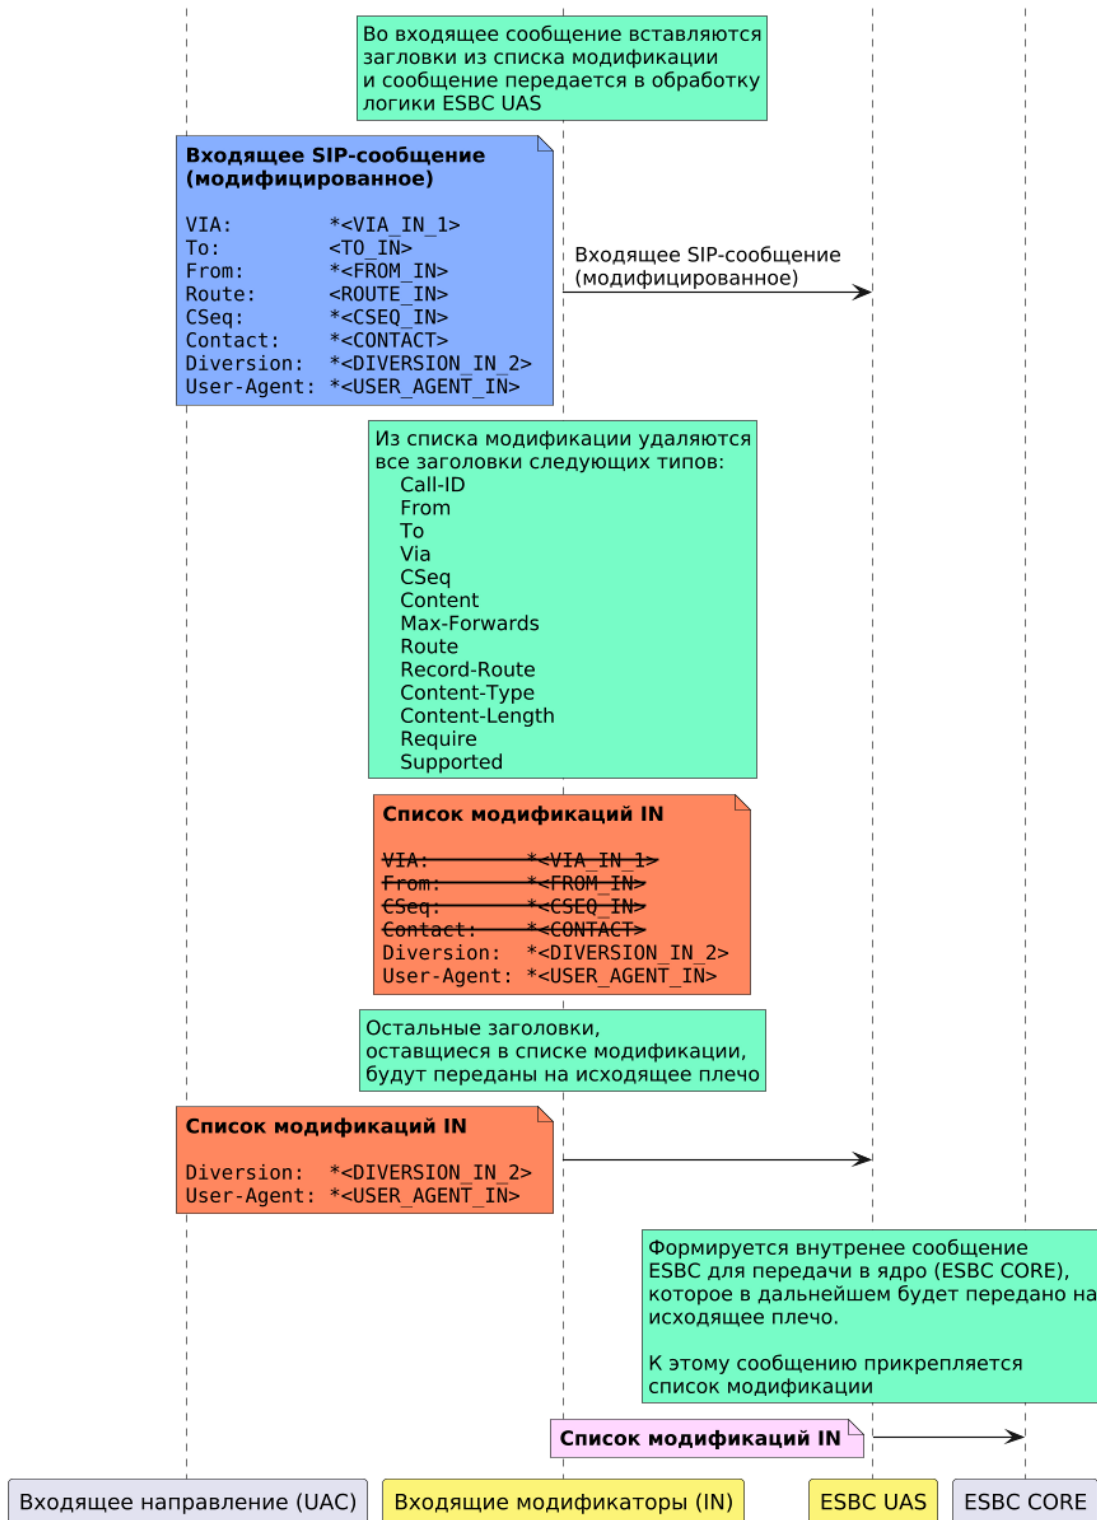 Во входящее сообщение вставляются
загловки из списка модификации
и сообщение передается в обработку
логики ESBC UAS
Входящее SIP-сообщение
(модифицированное)
VIA: *<VIA_IN_1>
To: <TO_IN>
From: *<FROM_IN>
Route: <ROUTE_IN>
CSeq: *<CSEQ_IN>
Contact: *<CONTACT>
Diversion: *<DIVERSION_IN_2>
User-Agent: *<USER_AGENT_IN>
Входящее SIP-сообщение
(модифицированное)
Из списка модификации удаляются
все заголовки следующих типов:
Call-ID
From
To
Via
CSeq
Content
Max-Forwards
Route
Record-Route
Content-Type
Content-Length
Require
Supported
Список модификаций IN
VIA: *<VIA_IN_1>
From: *<FROM_IN>
CSeq: *<CSEQ_IN>
Contact: *<CONTACT>
Diversion: *<DIVERSION_IN_2>
User-Agent: *<USER_AGENT_IN>
Остальные заголовки,
оставщиеся в списке модификации,
будут переданы на исходящее плечо
Список модификаций IN
Diversion: *<DIVERSION_IN_2>
User-Agent: *<USER_AGENT_IN>
Формируется внутренее сообщение
ESBC для передачи в ядро (ESBC CORE),
которое в дальнейшем будет передано на
исходящее плечо.
К этому сообщению прикрепляется
список модификации
Список модификаций IN
Входящее направление (UAC)
Входящие модификаторы (IN)
ESBC UAS
ESBC CORE